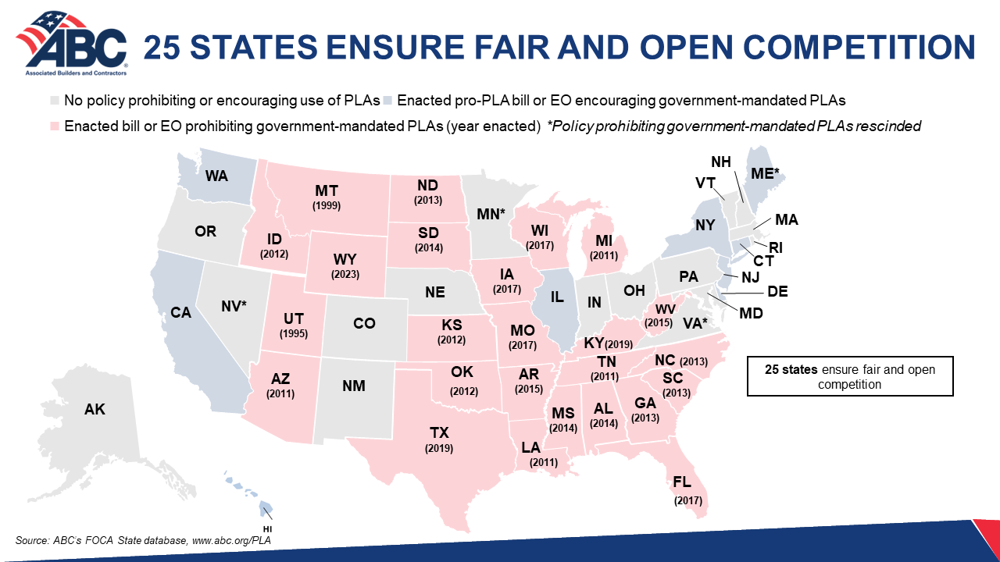 ABC®
Associated Builders and Contractors
25 STATES ENSURE FAIR AND OPEN COMPETITION
No policy prohibiting or encouraging use of PLAs
Enacted pro-PLA bill or EO encouraging government-mandated PLAs
Enacted bill or EO prohibiting government-mandated PLAs (year enacted)
*Policy prohibiting government-mandated PLAs rescinded
WA
MT
(1999)
ND
(2013)
MN*
NH
VT
ME*
OR
ID
(2012)
SD
(2014)
WI
(2017)
MI
(2011)
NY
MA
RI
CT
WY
(2023)
IA
(2017)
PA
NJ
DE
MD
CA
NV*
UT
(1995)
CO
NE
IL
IN
OH
WV
(2015)
VA*
KS
(2012)
MO
(2017)
KY(2019)
AZ
(2011)
NM
OK
(2012)
AR
(2015)
TN
(2011)
NC (2013)
SC
(2013)
25 states ensure fair and open
competition
AK
TX
(2019)
MS
(2014)
AL
(2014)
GA
(2013)
LA
(2011)
FL
(2017)
HI
Source: ABC's FOCA State database, www.abc.org/PLA